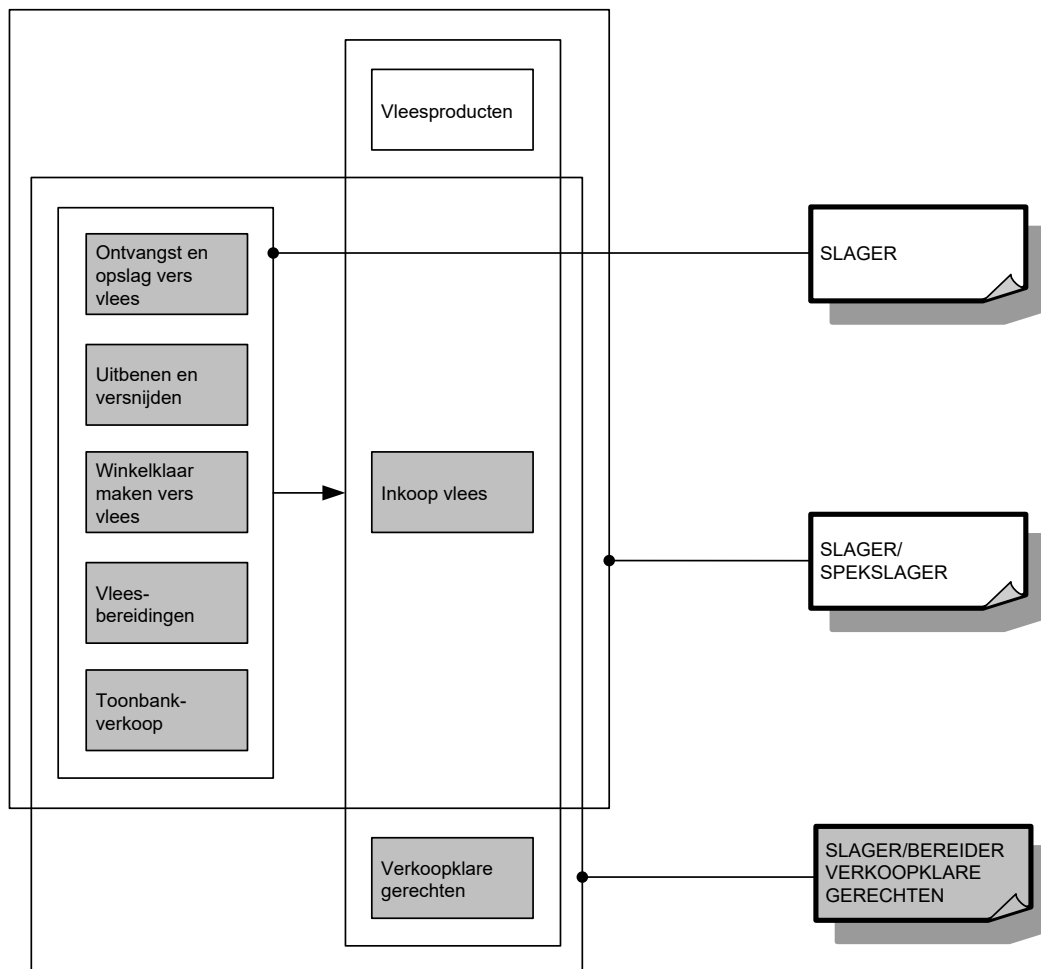 Vleesproducten
Ontvangst en
opslag vers
vlees
SLAGER
Uitbenen en
versnijden
Winkelklaar
maken vers
vlees
Inkoop vlees
SLAGER/
SPEKSLAGER
Vlees-
bereidingen
Toonbank-
verkoop
Verkoopklare
gerechten
SLAGER/BEREIDER
VERKOOPKLARE
GERECHTEN